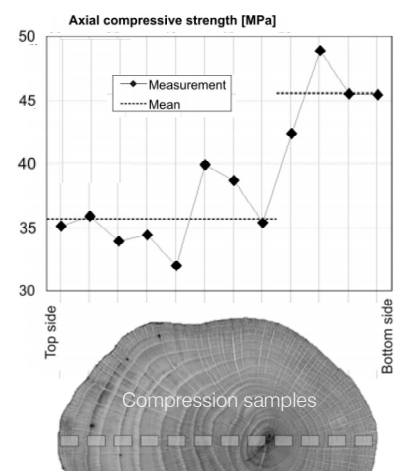 Axial compressive strength [MPa]
50
45
40
35
30
Measurement
Mean
Top side
Bottom side
Compression samples